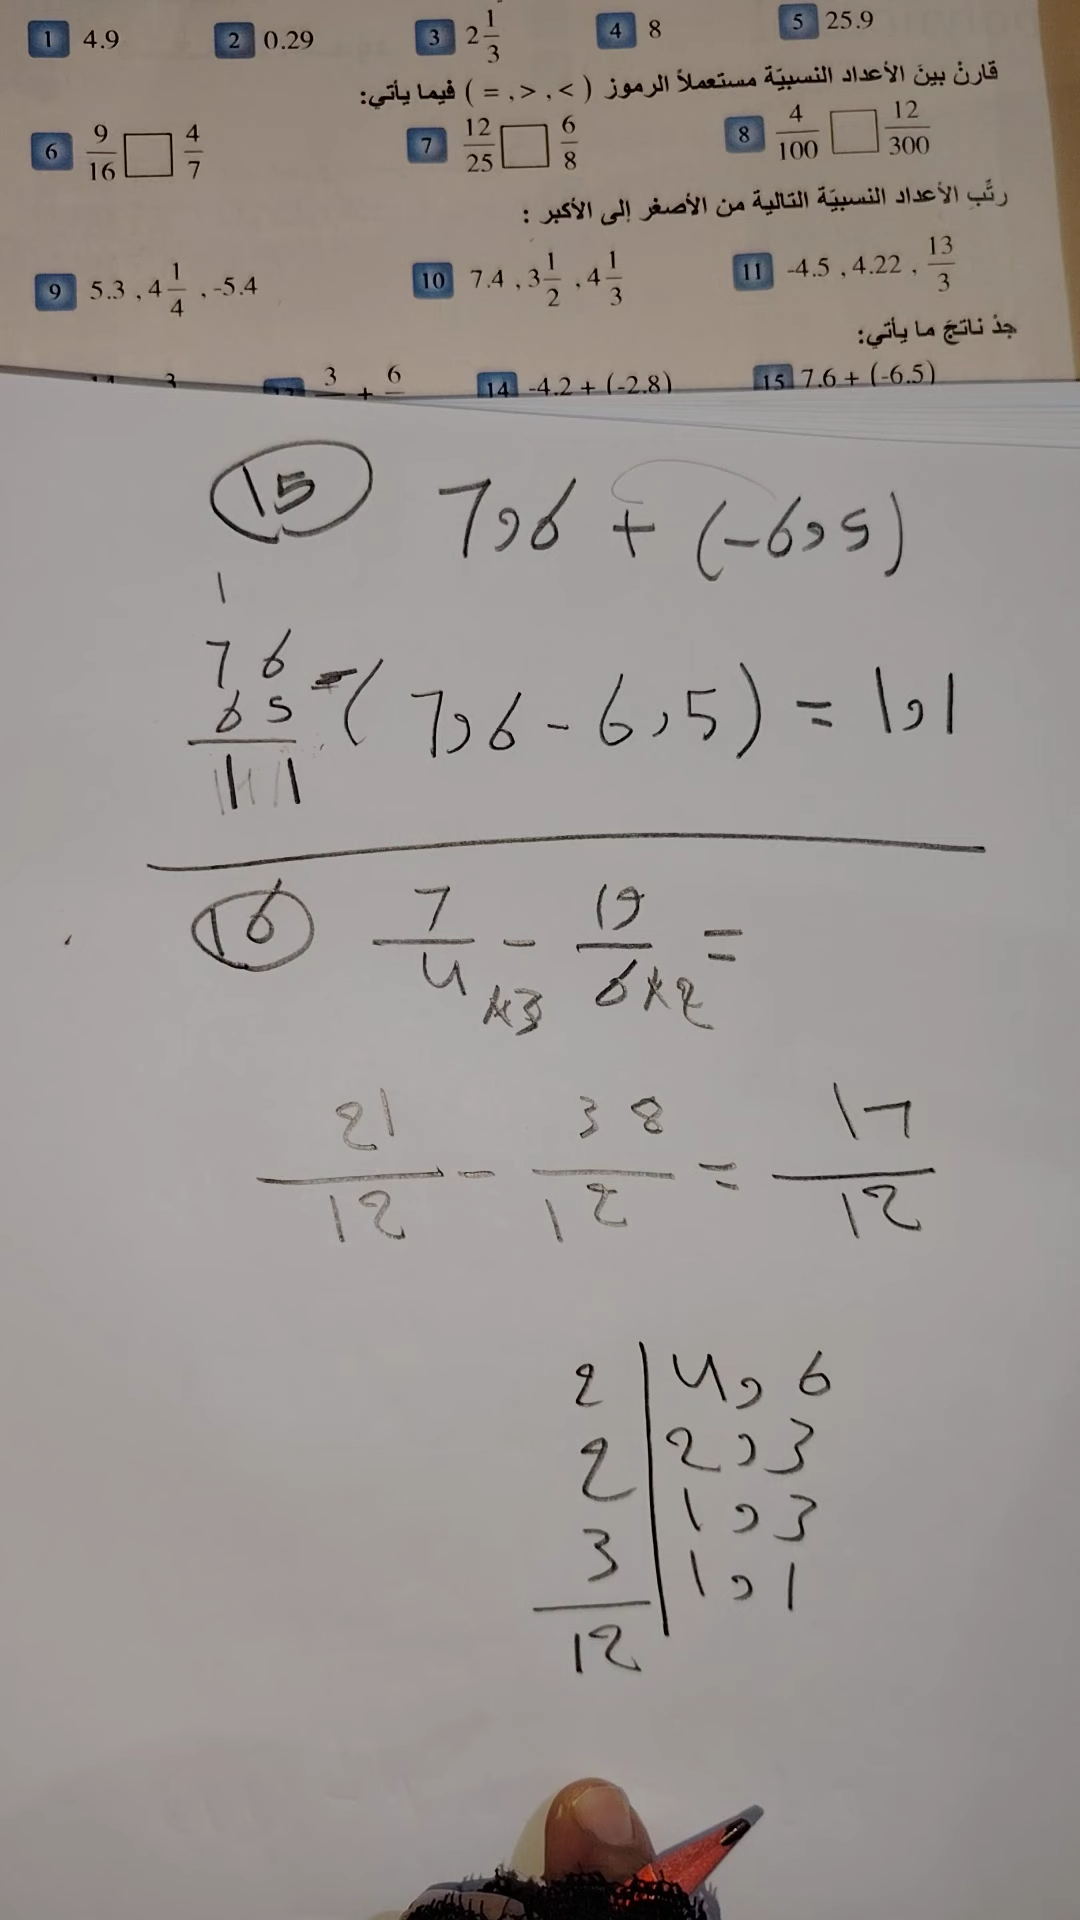 1 4.9 2 0.29 3 2 1/3 4 8 5 25.9
قارنْ بينَ الأعداد النسبيّة مستعملاً الرموز ( > ، < ، = ) فيما يأتي:
6 9/16 □ 4/7 7 12/25 □ 6/8 8 4/100 □ 12/300
رتِّب الأعداد النسبيّة التالية من الأصغر إلى الأكبر :
9 5.3 , 4 1/4 , -5.4 10 7.4 , 3 1/2 , 4 1/3 11 -4.5 , 4.22 , 13/3
جدْ ناتجَ ما يأتي:
3 + 6 14 -4.2 + (-2.8) 15 7.6 + (-6.5)
15 7,6 + (-6,5)
1
76
65
11
-(7,6 - 6,5) = 1,1
16 7/4×3 - 19/6×2 =
21/12 - 38/12 = 17/12
2 | 4, 6
2 | 2, 3
3 | 1, 3
1, 1
12